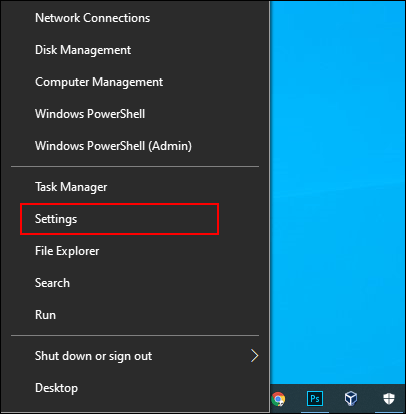 Network Connections
Disk Management
Computer Management
Windows PowerShell
Windows PowerShell (Admin)
Task Manager
Settings
File Explorer
Search
Run
Shut down or sign out
Desktop
Ps